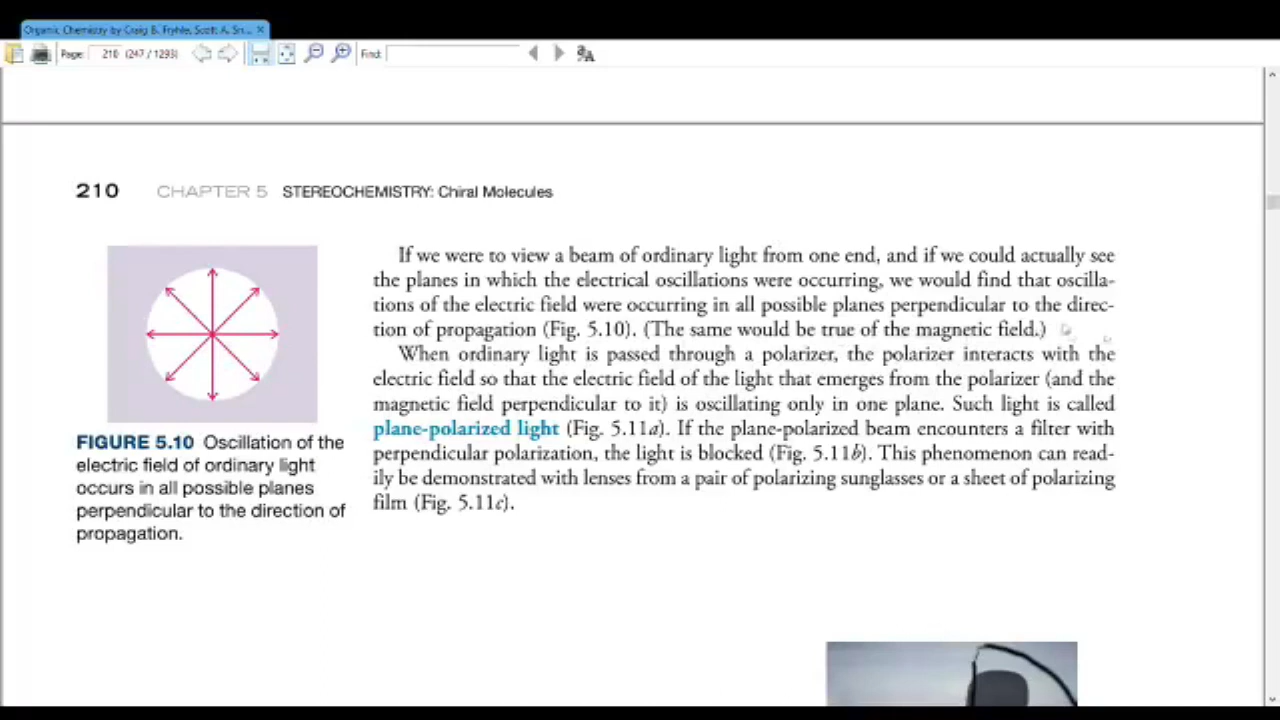 Organic Chemistry by Craig B. Fryhle, Scott A. Sn...
Page: 210 (247 / 1293) Find:
210 CHAPTER 5 STEREOCHEMISTRY: Chiral Molecules
If we were to view a beam of ordinary light from one end, and if we could actually see
the planes in which the electrical oscillations were occurring, we would find that oscilla-
tions of the electric field were occurring in all possible planes perpendicular to the direc-
tion of propagation (Fig. 5.10). (The same would be true of the magnetic field.)
When ordinary light is passed through a polarizer, the polarizer interacts with the
electric field so that the electric field of the light that emerges from the polarizer (and the
magnetic field perpendicular to it) is oscillating only in one plane. Such light is called
plane-polarized light (Fig. 5.11a). If the plane-polarized beam encounters a filter with
perpendicular polarization, the light is blocked (Fig. 5.11b). This phenomenon can read-
ily be demonstrated with lenses from a pair of polarizing sunglasses or a sheet of polarizing
film (Fig. 5.11c).
FIGURE 5.10 Oscillation of the
electric field of ordinary light
occurs in all possible planes
perpendicular to the direction of
propagation.